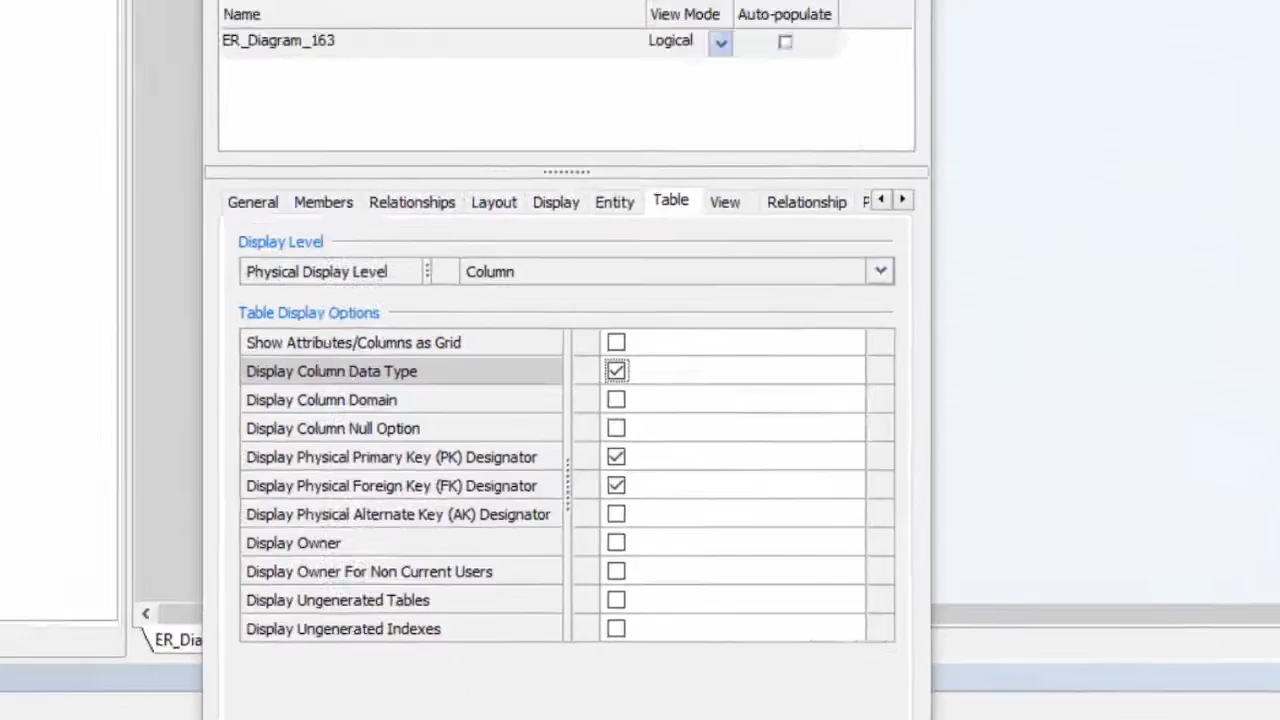 Name View Mode Auto-populate
ER_Diagram_163 Logical
General Members Relationships Layout Display Entity Table View Relationship
Display Level
Physical Display Level Column
Table Display Options
Show Attributes/Columns as Grid
Display Column Data Type
Display Column Domain
Display Column Null Option
Display Physical Primary Key (PK) Designator
Display Physical Foreign Key (FK) Designator
Display Physical Alternate Key (AK) Designator
Display Owner
Display Owner For Non Current Users
Display Ungenerated Tables
ER_Dia
Display Ungenerated Indexes